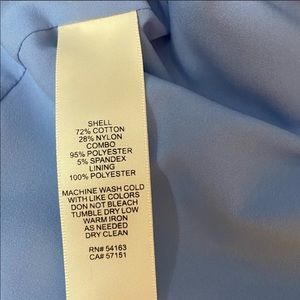 SHELL
72% COTTON
28% NYLON
COMBO
95% POLYESTER
5% SPANDEX
LINING
100% POLYESTER
MACHINE WASH COLD
WITH LIKE COLORS
DON NOT BLEACH
TUMBLE DRY LOW
WARM IRON
AS NEEDED
DRY CLEAN
RN# 54163
CA# 57151